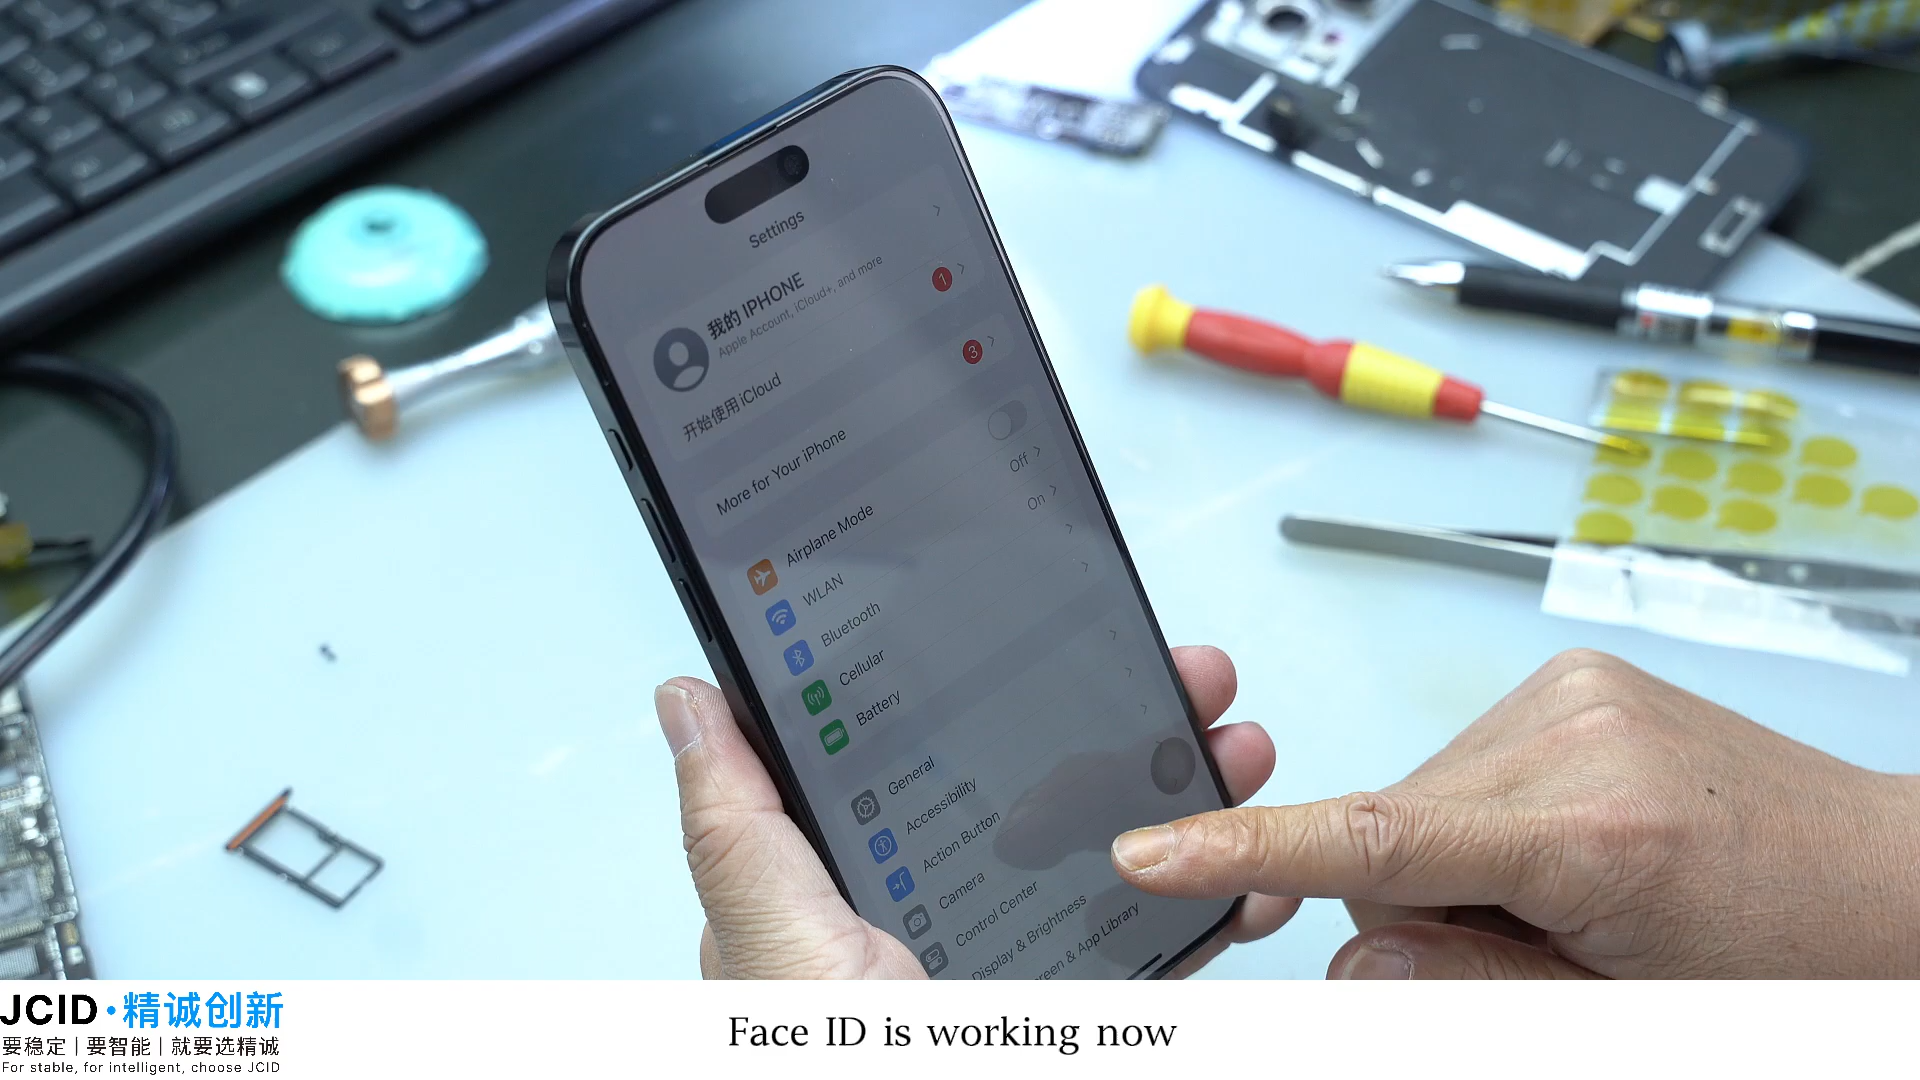 Settings
我的 IPHONE
Apple Account, iCloud+, and more
1
开始使用 iCloud
More for Your iPhone
3
Airplane Mode
WLAN
Off
Bluetooth
On
Cellular
Battery
General
Accessibility
Action Button
Camera
Control Center
Display & Brightness
creen & App Library
JCID·精诚创新
要稳定|要智能|就要选精诚
For stable, for intelligent, choose JCID
Face ID is working now